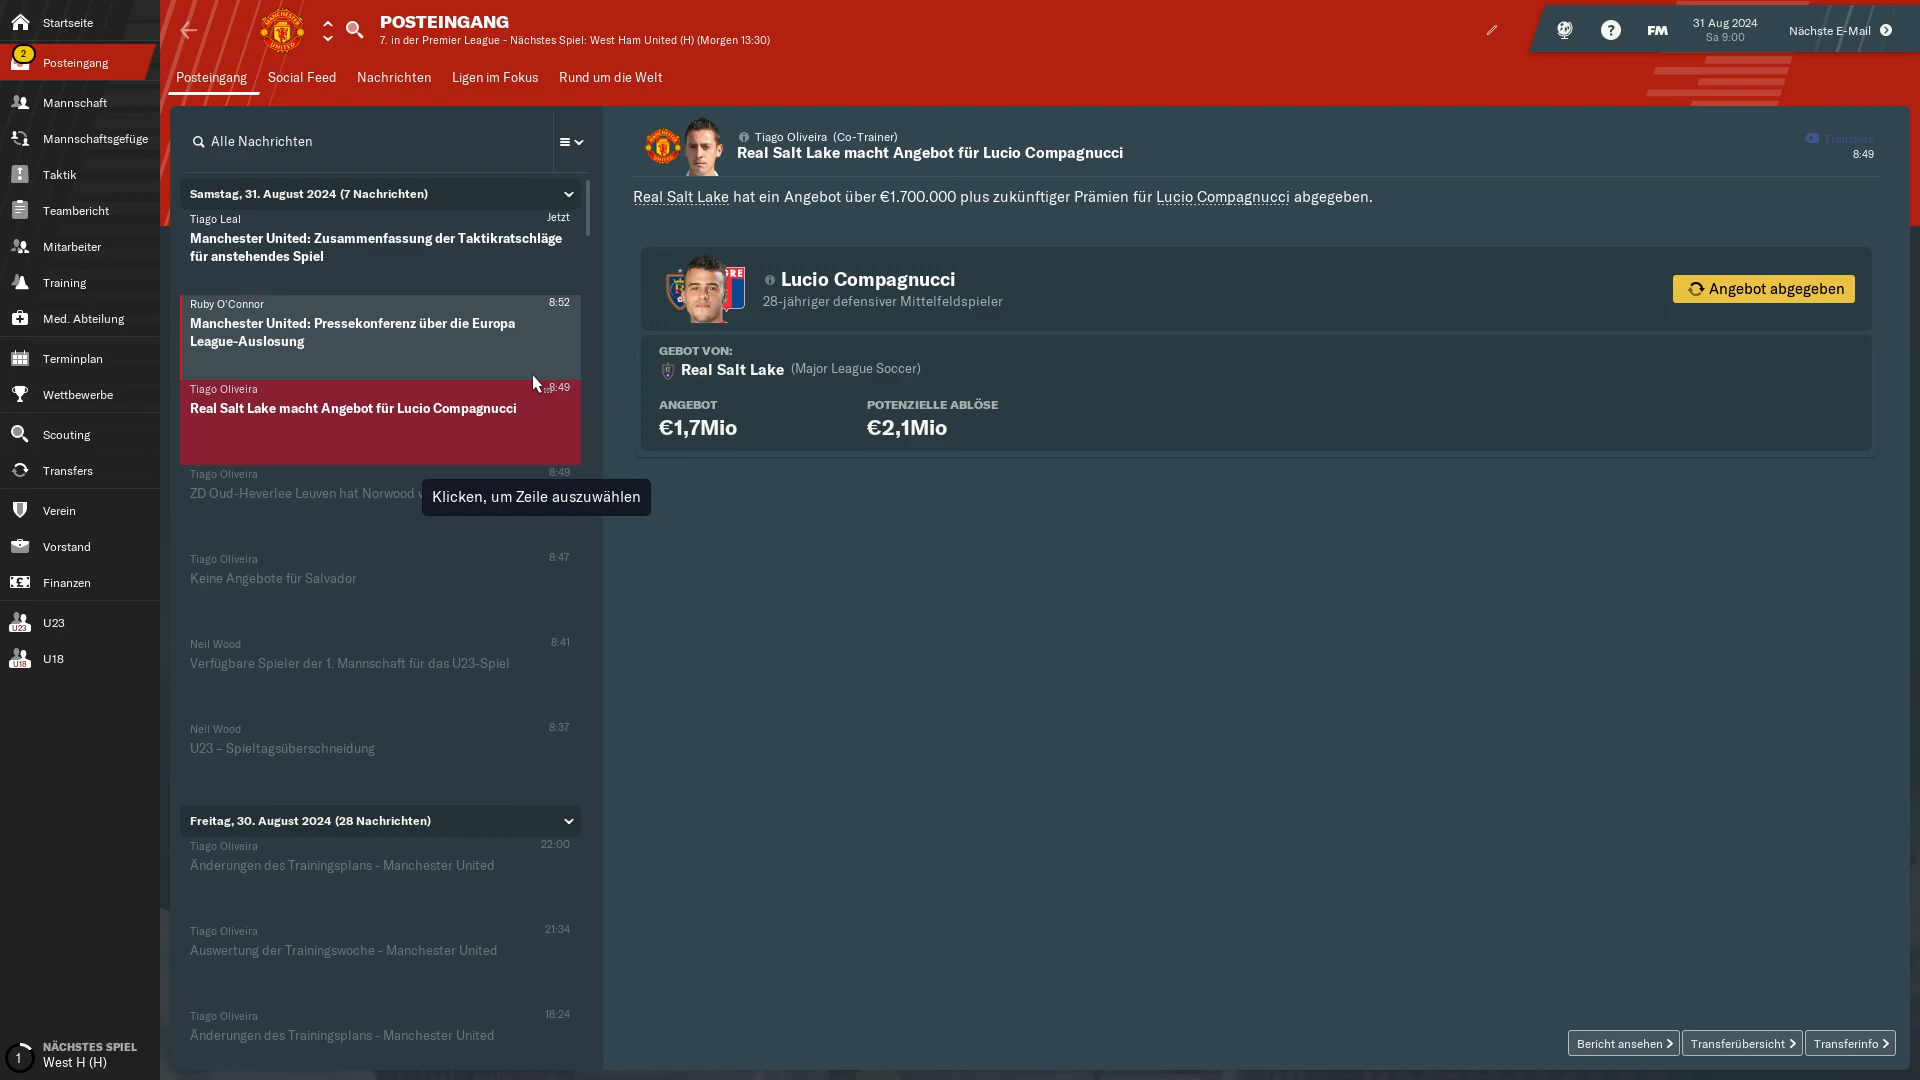 Startseite
2
Posteingang
Mannschaft
Mannschaftsgefüge
Taktik
Teambericht
Mitarbeiter
Training
Med. Abteilung
Terminplan
Wettbewerbe
Scouting
Transfers
Verein
Vorstand
Finanzen
U23
U23
U18
U18
1
NÄCHSTES SPIEL
West H (H)
POSTEINGANG
7. in der Premier League - Nächstes Spiel: West Ham United (H) (Morgen 13:30)
? FM
31 Aug 2024
Sa 9:00
Nächste E-Mail
Posteingang Social Feed Nachrichten Ligen im Fokus Rund um die Welt
Alle Nachrichten
Samstag, 31. August 2024 (7 Nachrichten)
Tiago Leal Jetzt
Manchester United: Zusammenfassung der Taktikratschläge
für anstehendes Spiel
Ruby O'Connor 8:52
Manchester United: Pressekonferenz über die Europa
League-Auslosung
Tiago Oliveira 8:49
Real Salt Lake macht Angebot für Lucio Compagnucci
Tiago Oliveira 8:49
ZD Oud-Heverlee Leuven hat Norwood
Klicken, um Zeile auszuwählen
Tiago Oliveira 8:47
Keine Angebote für Salvador
Neil Wood 8:41
Verfügbare Spieler der 1. Mannschaft für das U23-Spiel
Neil Wood 8:37
U23 – Spieltagsüberschneidung
Freitag, 30. August 2024 (28 Nachrichten)
Tiago Oliveira 22:00
Änderungen des Trainingsplans - Manchester United
Tiago Oliveira 21:34
Auswertung der Trainingswoche - Manchester United
Tiago Oliveira 18:24
Änderungen des Trainingsplans - Manchester United
Tiago Oliveira (Co-Trainer)
Real Salt Lake macht Angebot für Lucio Compagnucci
Transfers
8:49
Real Salt Lake hat ein Angebot über €1.700.000 plus zukünftiger Prämien für Lucio Compagnucci abgegeben.
Lucio Compagnucci
28-jähriger defensiver Mittelfeldspieler
Angebot abgegeben
GEBOT VON:
Real Salt Lake (Major League Soccer)
ANGEBOT POTENZIELLE ABLÖSE
€1,7Mio €2,1Mio
Bericht ansehen Transferübersicht Transferinfo